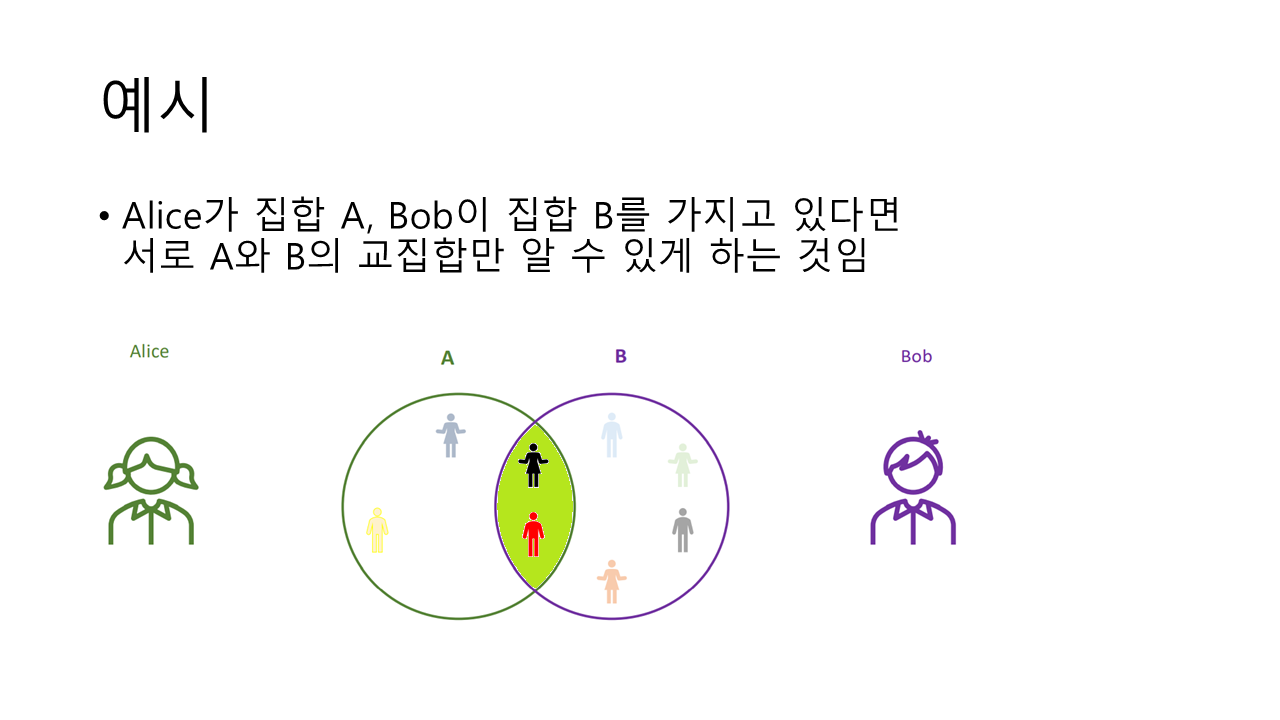 예시
• Alice가 집합 A, Bob이 집합 B를 가지고 있다면
서로 A와 B의 교집합만 알 수 있게 하는 것임
Alice
A
B
Bob